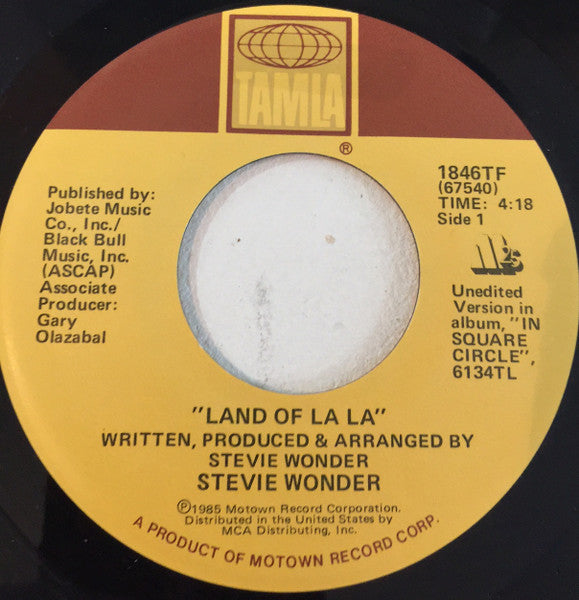 TAMLA
®
Published by:
Jobete Music
Co., Inc./
Black Bull
Music, Inc.
(ASCAP)
Associate
Producer:
Gary
Olazabal
1846TF
(67540)
TIME: 4:18
Side 1
Unedited
Version in
album, "IN
SQUARE
CIRCLE",
6134TL
"LAND OF LA LA"
WRITTEN, PRODUCED & ARRANGED BY
STEVIE WONDER
STEVIE WONDER
℗1985 Motown Record Corporation.
Distributed in the United States by
MCA Distributing, Inc.
A PRODUCT OF MOTOWN RECORD CORP.